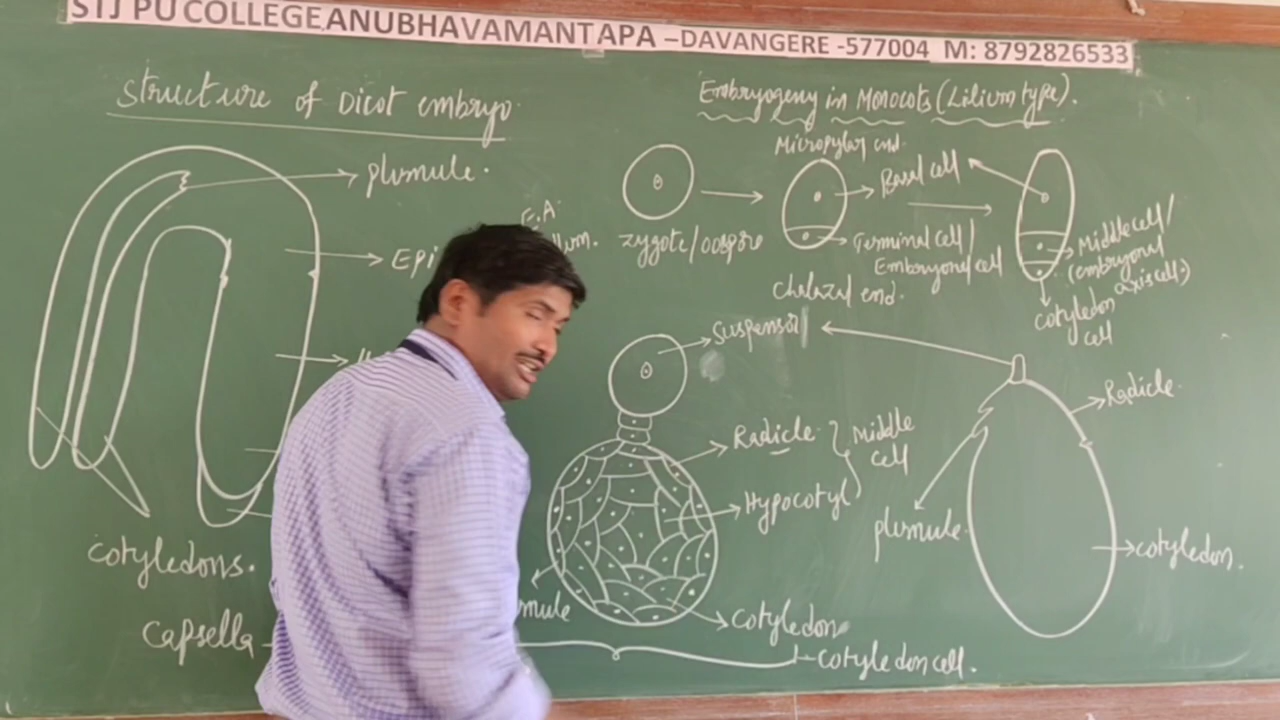 STJ PU COLLEGE ANUBHAVAMANTAPA –DAVANGERE -577004 M: 8792826533
Structure of Dicot embryo.
plumule.
Epi
cotyledons.
Capsella
Embryogeny in Monocots (Lilium type).
Micropylar end.
Basal cell
zygote/oospore
Terminal cell/
Embryonal cell
chalazal end.
Middle cell/
(embryonal
axis cell.)
cotyledon
cell
Suspensor
Radicle
Hypocotyl
Middle
cell
mule
cotyledon
cotyledon cell.
Radicle.
plumule.
cotyledon.